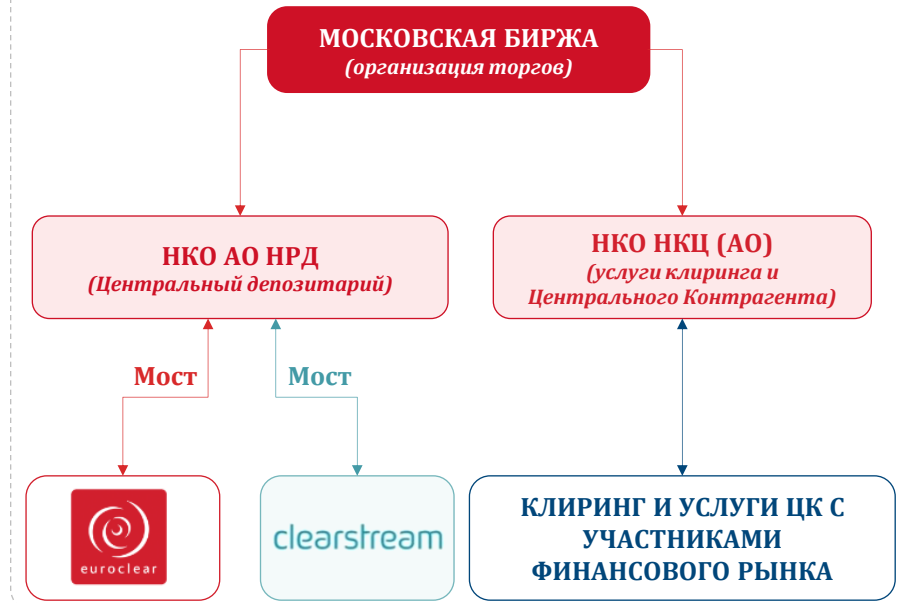 МОСКОВСКАЯ БИРЖА
(организация торгов)
НКО АО НРД
(Центральный депозитарий)
НКО НКЦ (АО)
(услуги клиринга и
Центрального Контрагента)
Мост
Мост
euroclear
clearstream
КЛИРИНГ И УСЛУГИ ЦК С
УЧАСТНИКАМИ
ФИНАНСОВОГО РЫНКА